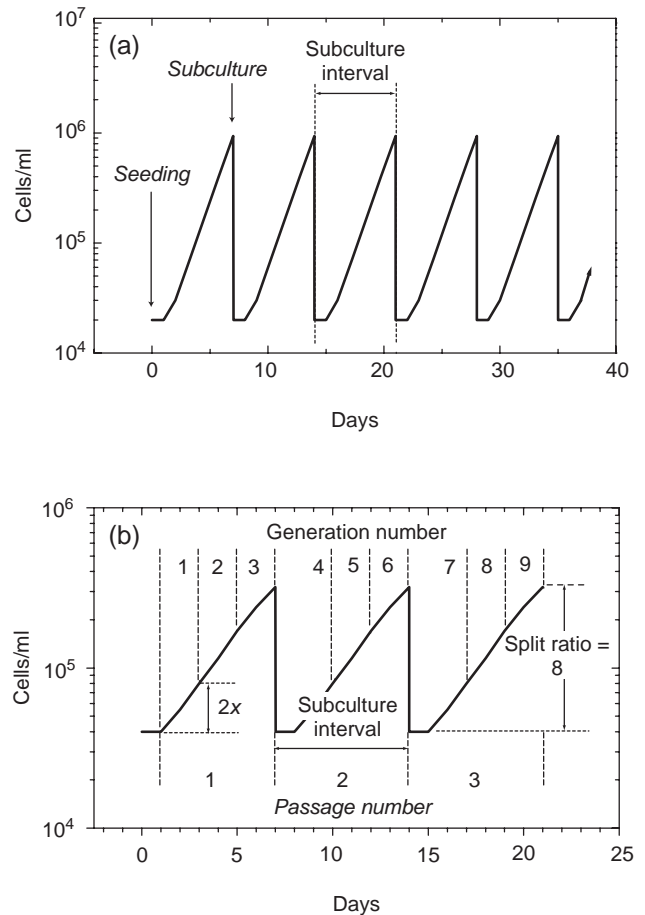 (a)
Subculture
Subculture
interval
Seeding
Cells/ml
10⁷
10⁶
10⁵
10⁴
0 10 20 30 40
Days
(b)
Generation number
1 2 3 4 5 6 7 8 9
Split ratio =
8
2x
Subculture
interval
1 2 3
Passage number
Cells/ml
10⁶
10⁵
10⁴
0 5 10 15 20 25
Days